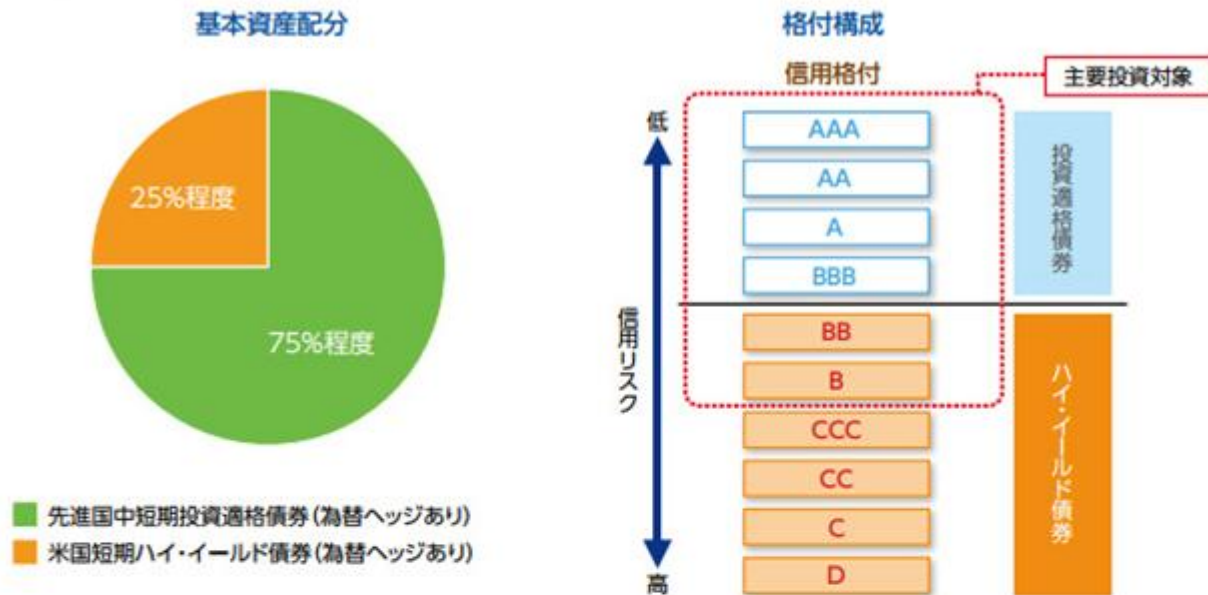 基本資産配分
25%程度
75%程度
先進国中短期投資適格債券(為替ヘッジあり)
米国短期ハイ・イールド債券(為替ヘッジあり)
格付構成
信用格付
主要投資対象
低
信用リスク
高
AAA
AA
A
BBB
BB
B
CCC
CC
C
D
投資適格債券
ハイ・イールド債券